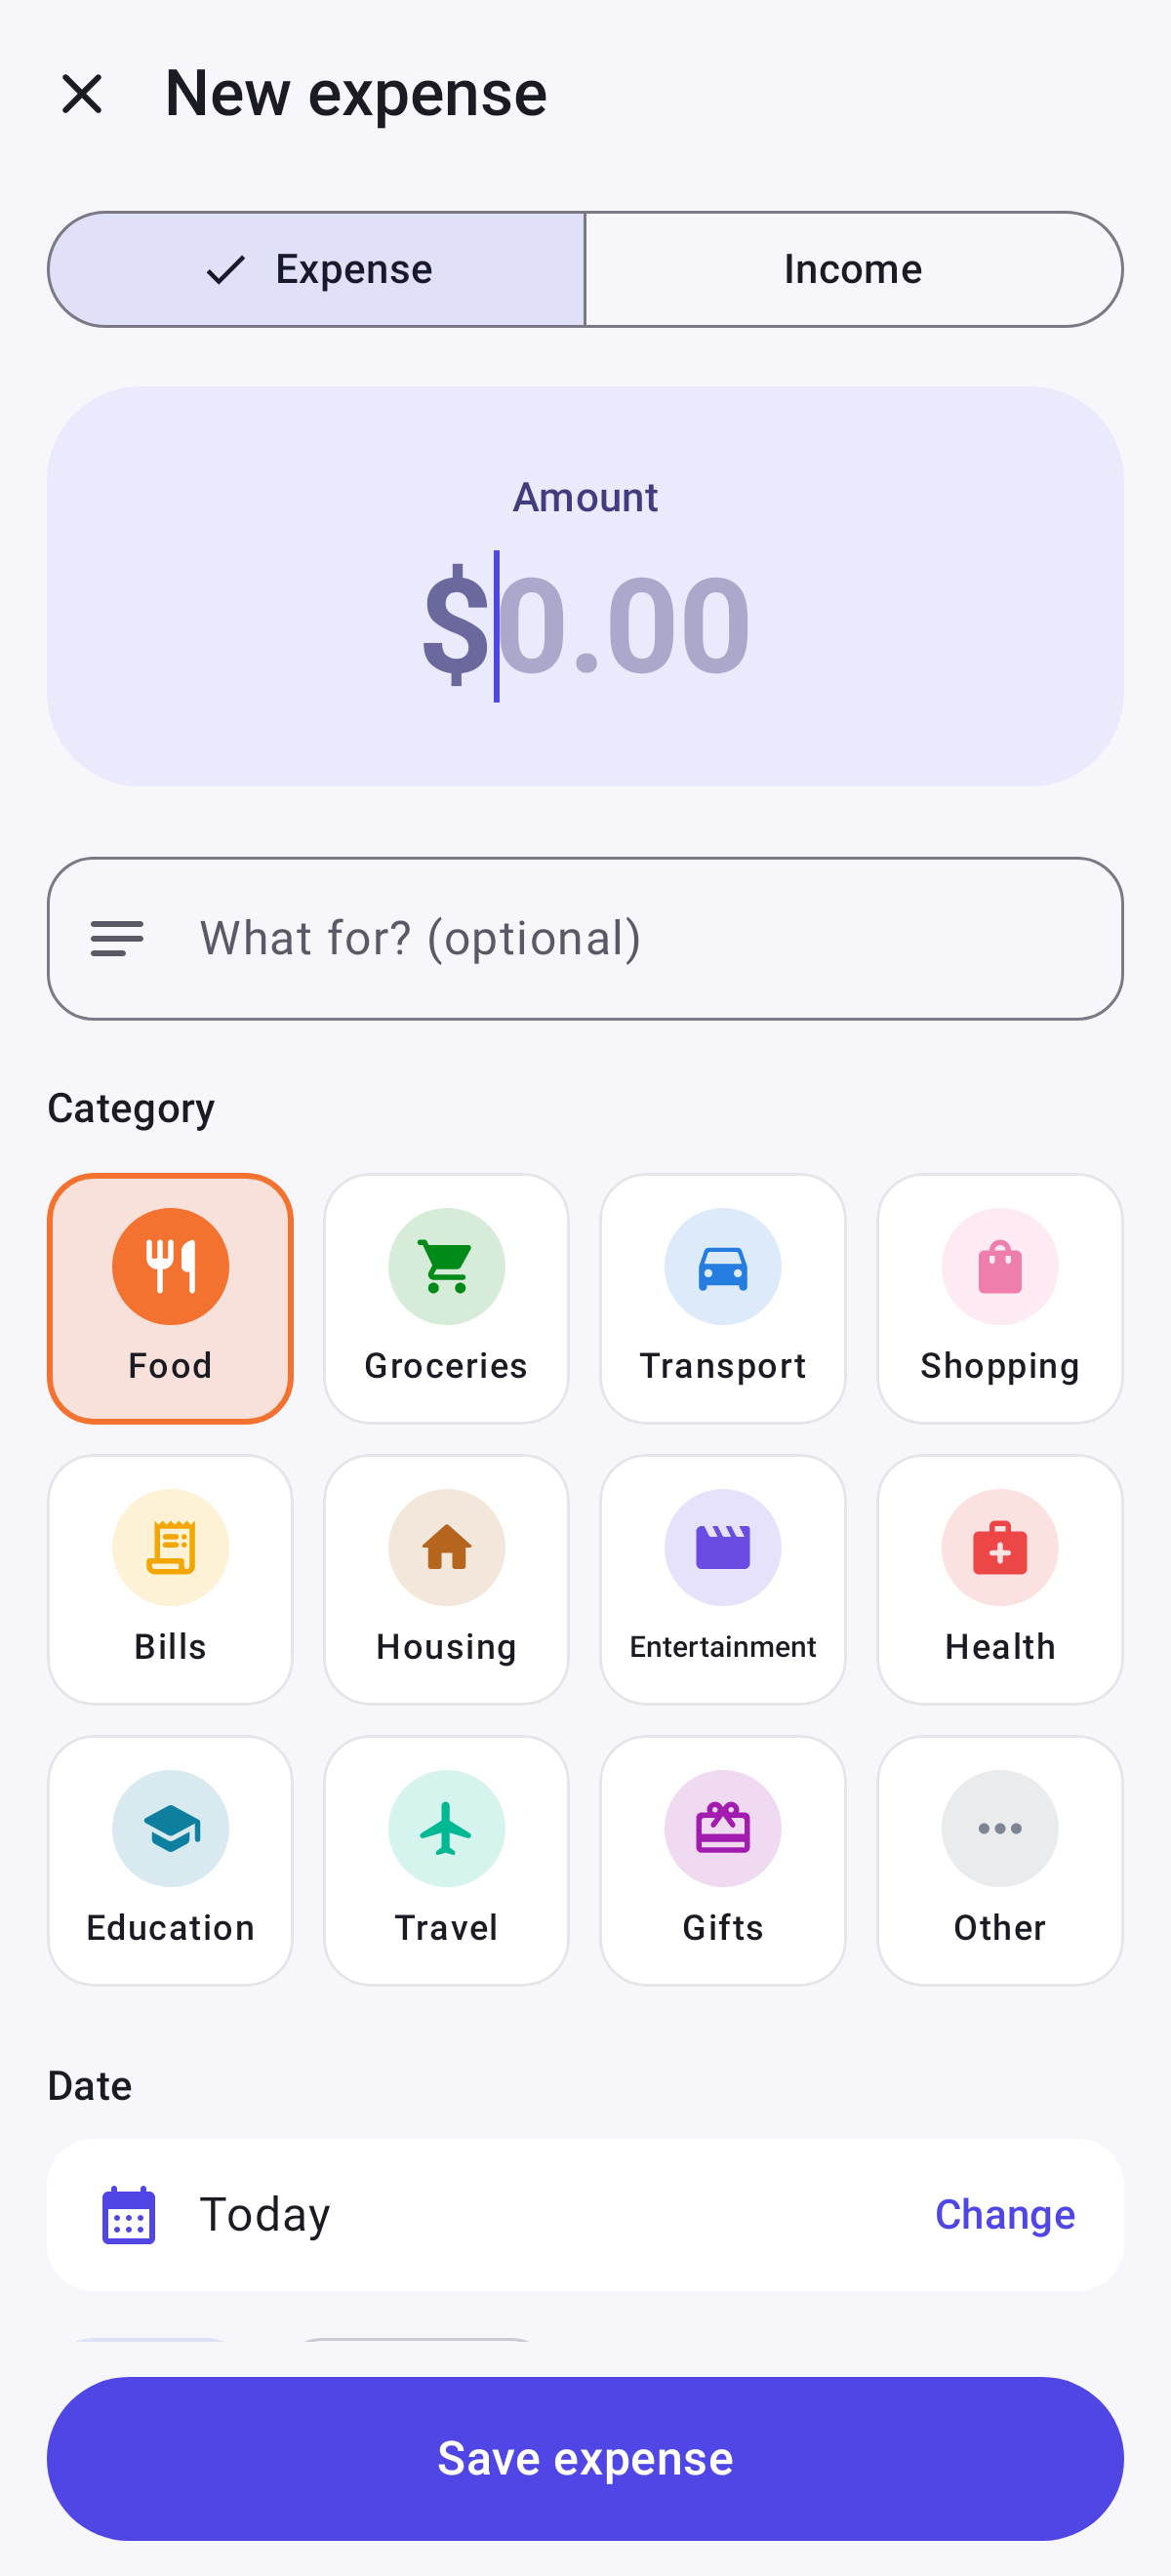 New expense
Expense
Income
Amount
$0.00
What for? (optional)
Category
Food
Groceries
Transport
Shopping
Bills
Housing
Entertainment
Health
Education
Travel
Gifts
Other
Date
Today
Change
Save expense